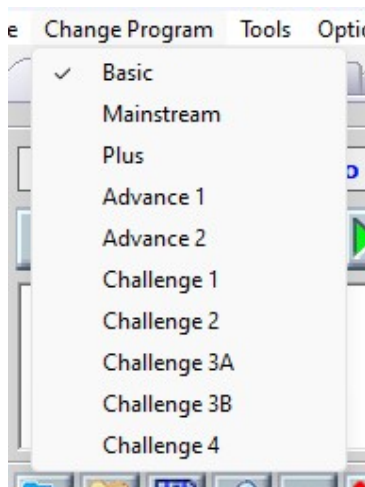 e Change Program Tools Optio
Basic
Mainstream
Plus
Advance 1
Advance 2
Challenge 1
Challenge 2
Challenge 3A
Challenge 3B
Challenge 4